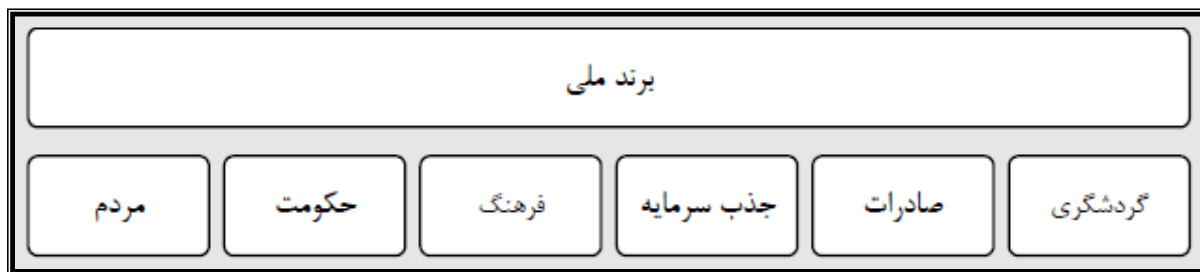 برند ملی
گردشگری
صادرات
جذب سرمایه
فرهنگ
حکومت
مردم